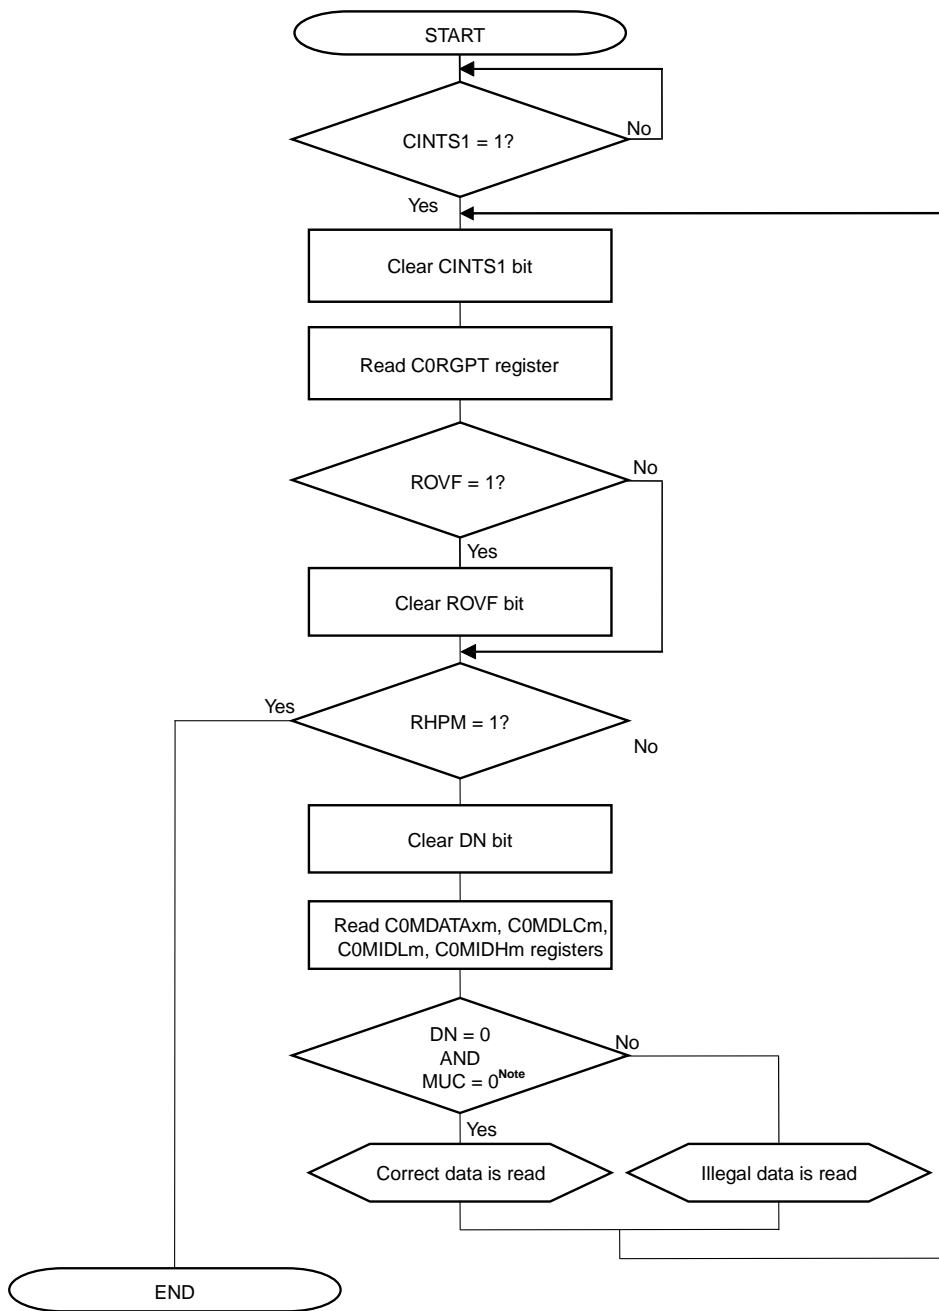 START
No
CINTS1 = 1?
Yes
Clear CINTS1 bit
Read C0RGPT register
No
ROVF = 1?
Yes
Clear ROVF bit
Yes
RHPM = 1?
No
Clear DN bit
Read C0MDATAxm, C0MDLCm,
C0MIDLm, C0MIDHm registers
DN = 0
AND
MUC = 0Note
No
Yes
Correct data is read
Illegal data is read
END